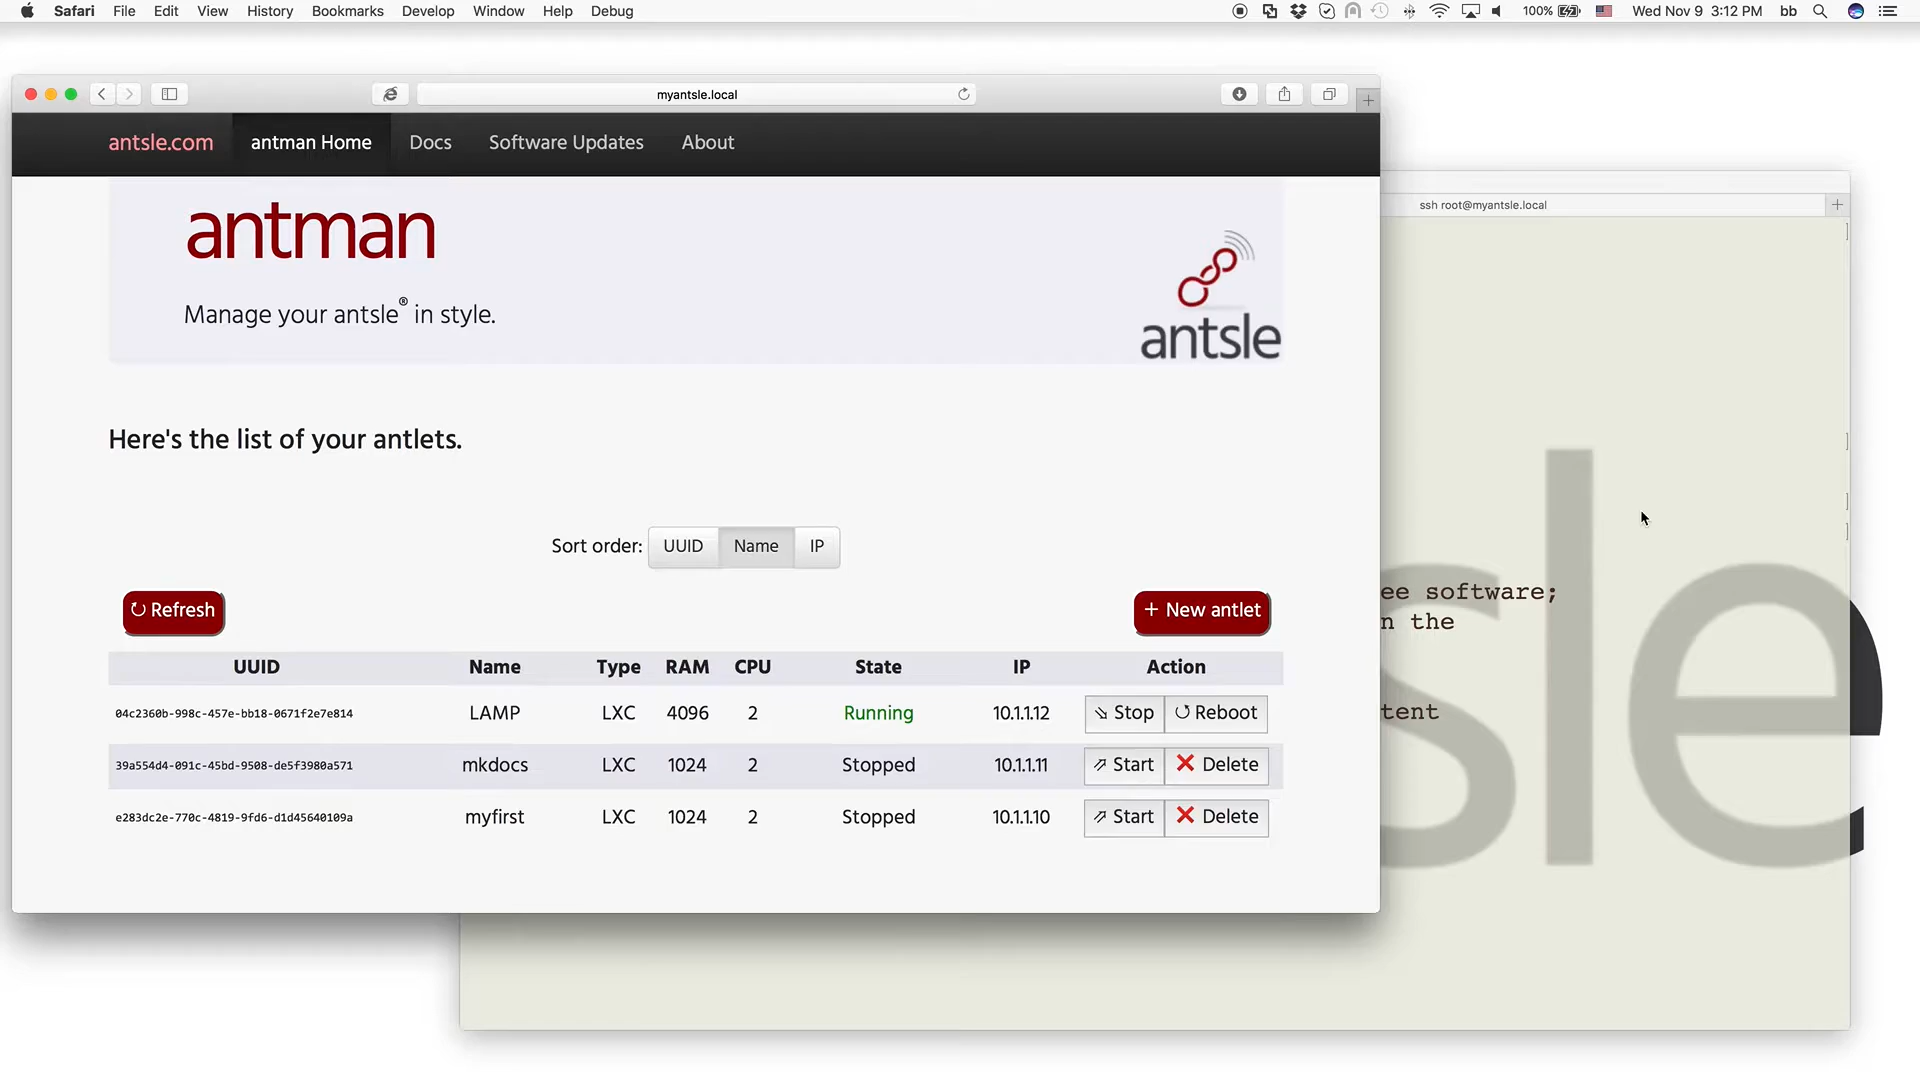 Safari File Edit View History Bookmarks Develop Window Help Debug 100% Wed Nov 9 3:12 PM bb
myantsle.local
antsle.com antman Home Docs Software Updates About
ssh root@myantsle.local
antman
Manage your antsle® in style.
antsle
Here's the list of your antlets.
Sort order: UUID Name IP
Refresh
+ New antlet
UUID Name Type RAM CPU State IP Action
04c2360b-998c-457e-bb18-0671f2e7e814 LAMP LXC 4096 2 Running 10.1.1.12 Stop Reboot
39a554d4-091c-45bd-9508-de5f3980a571 mkdocs LXC 1024 2 Stopped 10.1.1.11 Start Delete
e283dc2e-770c-4819-9fd6-d1d45640109a myfirst LXC 1024 2 Stopped 10.1.1.10 Start Delete
ee software;
n the
tent
sle